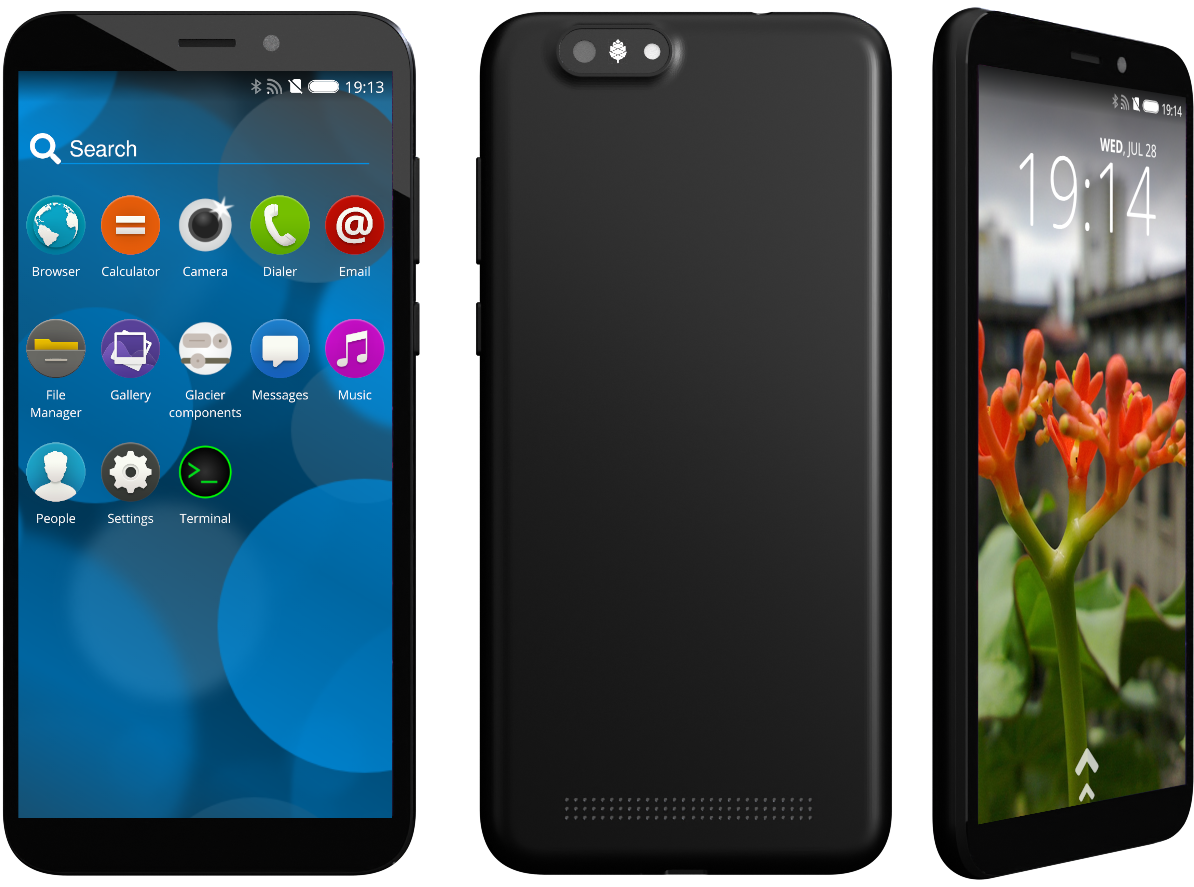 19:13
Search
Browser
Calculator
Camera
Dialer
Email
File
Manager
Gallery
Glacier
components
Messages
Music
People
Settings
Terminal
19:14
WED, JUL 28
19:14